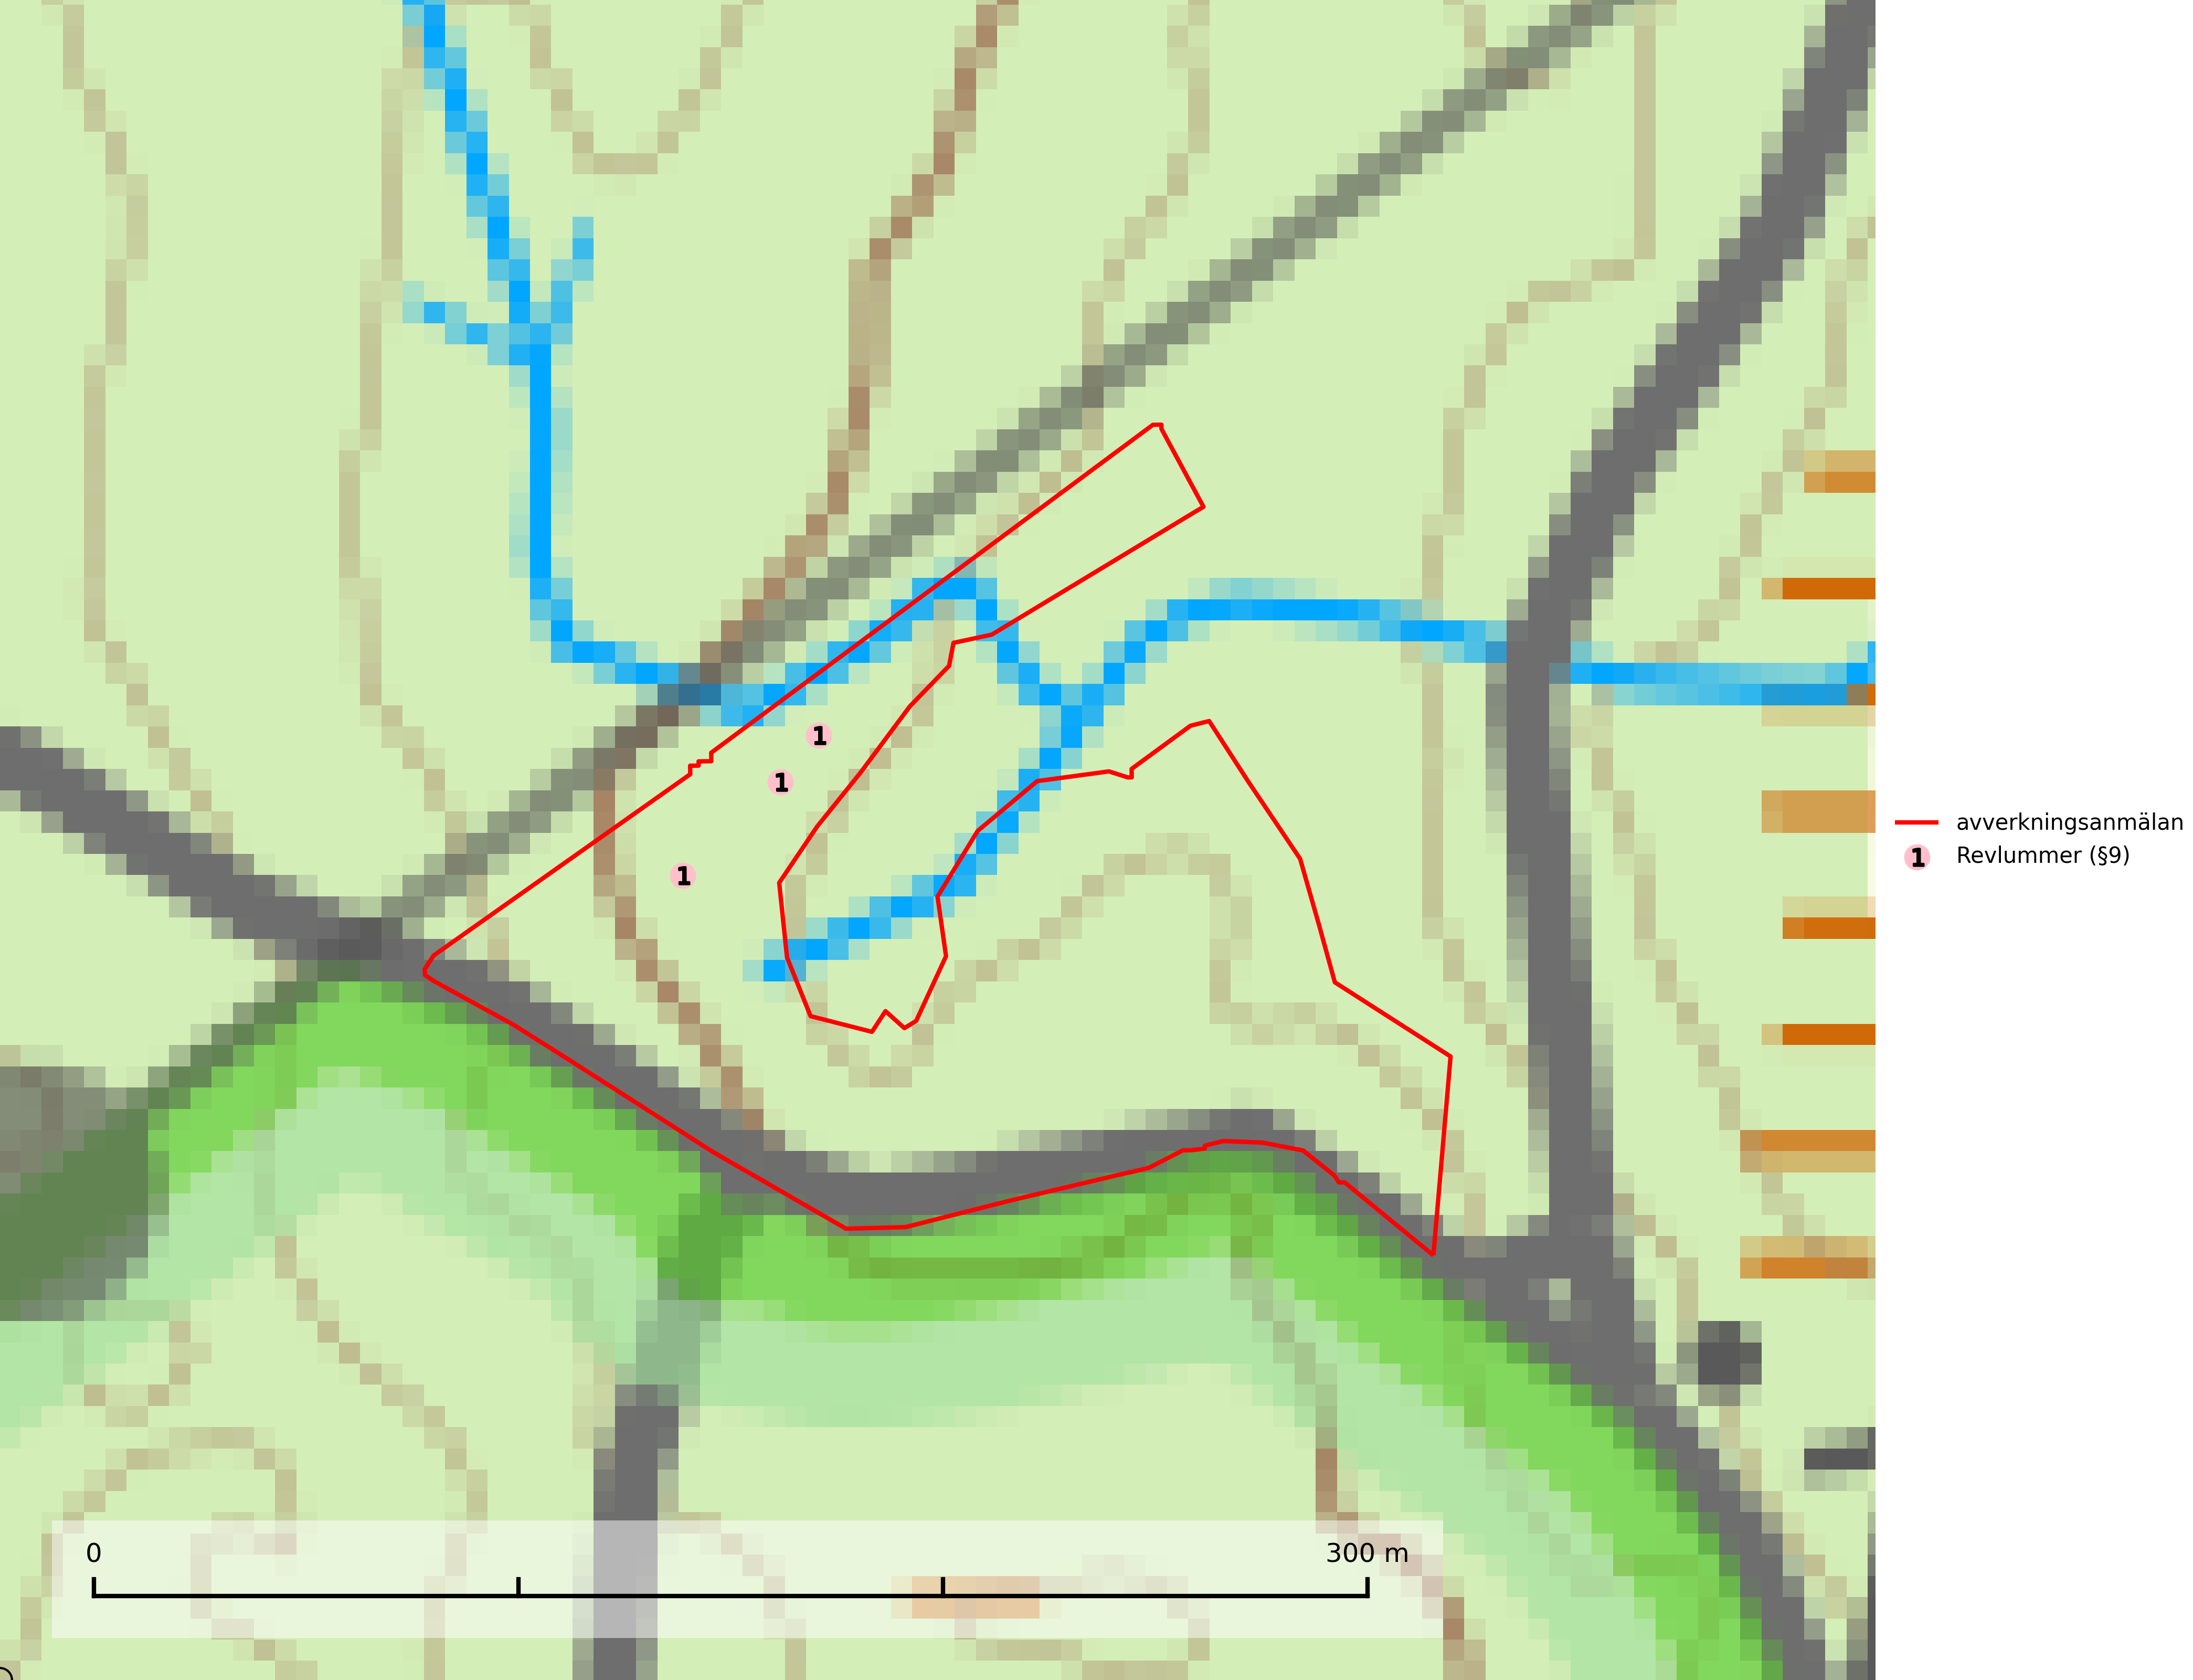 1
1
1
avverkningsanmälan
1 Revlummer (§9)
0 300 m